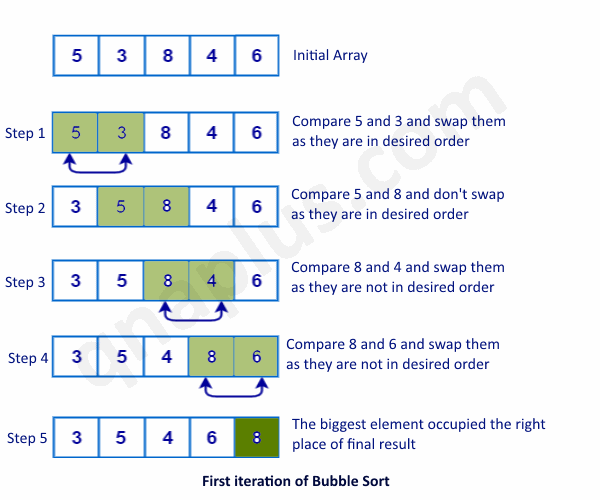 5 3 8 4 6 Initial Array
Step 1 5 3 8 4 6 Compare 5 and 3 and swap them
as they are in desired order
Step 2 3 5 8 4 6 Compare 5 and 8 and don't swap
as they are in desired order
Step 3 3 5 8 4 6 Compare 8 and 4 and swap them
as they are not in desired order
Step 4 3 5 4 8 6 Compare 8 and 6 and swap them
as they are not in desired order
Step 5 3 5 4 6 8 The biggest element occupied the right
place of final result
First iteration of Bubble Sort
qnaplus.com